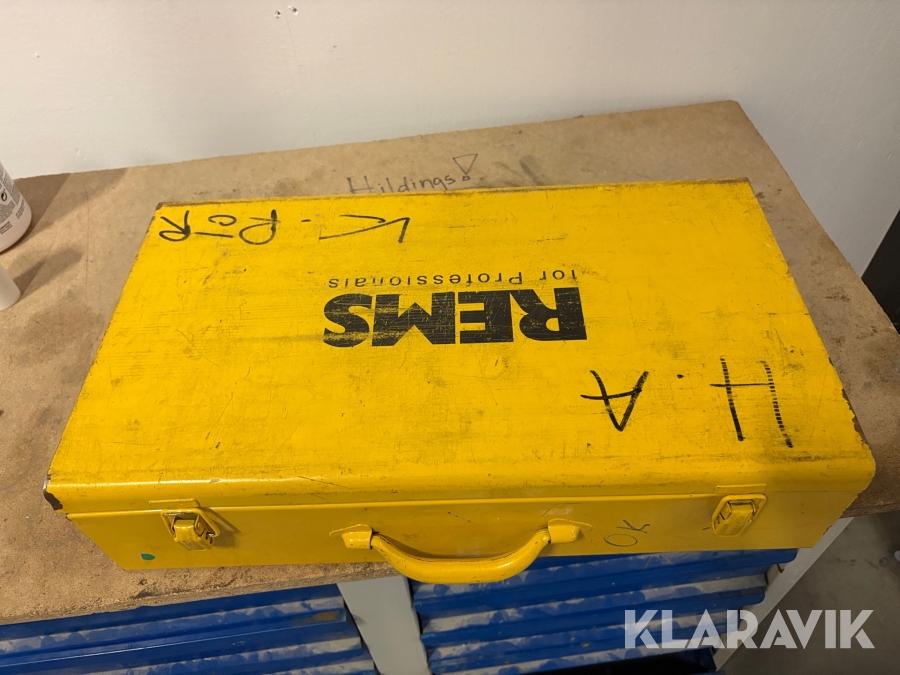 Hildings!
K-RÖR
REMS
for Professionals
H.A
OK
KLARAVIK